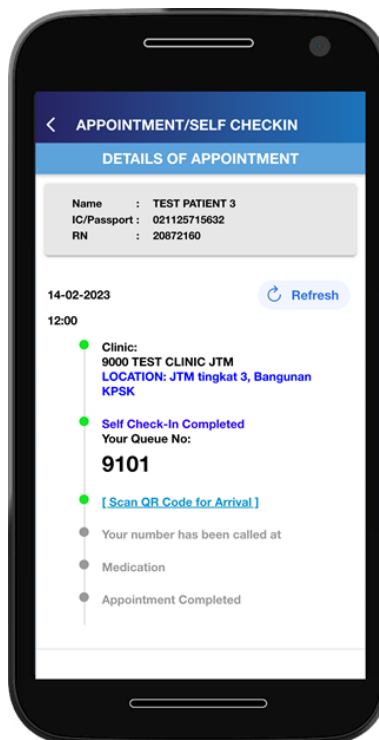 APPOINTMENT/SELF CHECKIN
DETAILS OF APPOINTMENT
Name : TEST PATIENT 3
IC/Passport : 021125715632
RN : 20872160
14-02-2023
Refresh
12:00
Clinic:
9000 TEST CLINIC JTM
LOCATION: JTM tingkat 3, Bangunan
KPSK
Self Check-In Completed
Your Queue No:
9101
[ Scan QR Code for Arrival ]
Your number has been called at
Medication
Appointment Completed